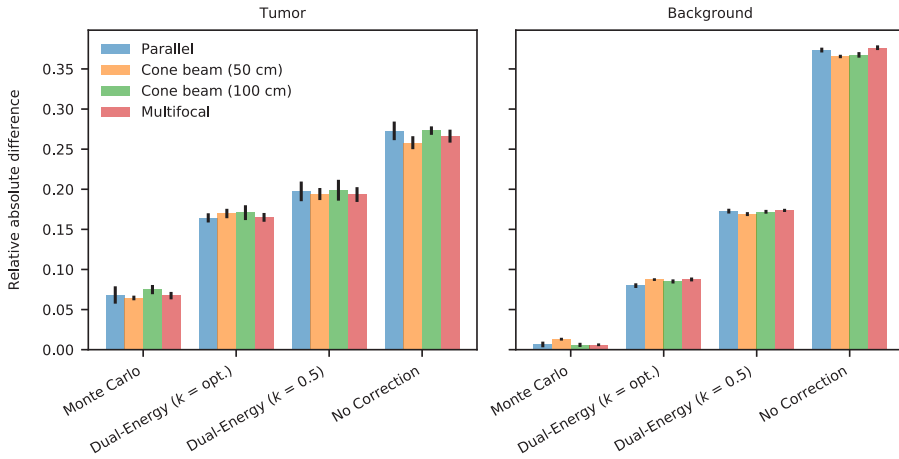 Tumor
Background
Relative absolute difference
0.35
0.30
0.25
0.20
0.15
0.10
0.05
0.00
Parallel
Cone beam (50 cm)
Cone beam (100 cm)
Multifocal
Monte Carlo
Dual-Energy (k = opt.)
Dual-Energy (k = 0.5)
No Correction
Monte Carlo
Dual-Energy (k = opt.)
Dual-Energy (k = 0.5)
No Correction